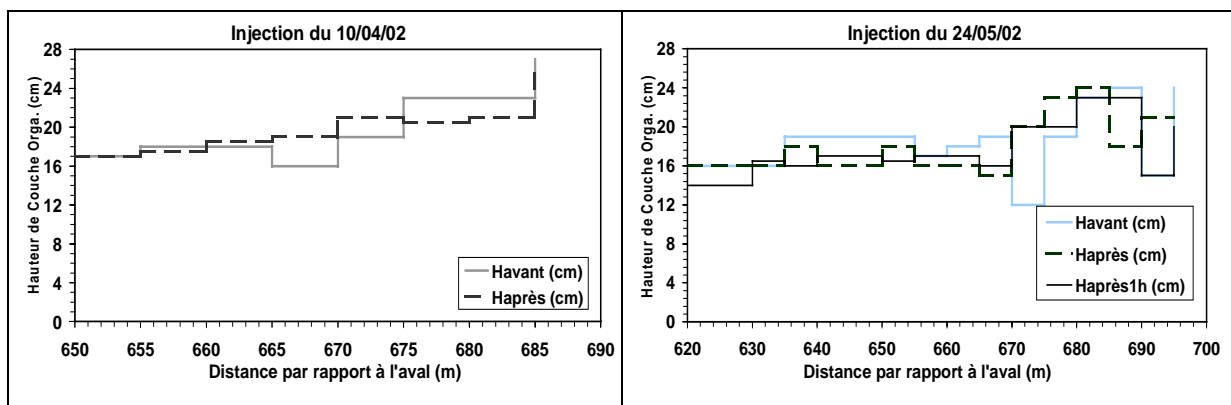 Injection du 10/04/02
Hauteur de Couche Orga. (cm)
28
24
20
16
12
8
4
0
Havant (cm)
Haprès (cm)
650 655 660 665 670 675 680 685 690
Distance par rapport à l'aval (m)
Injection du 24/05/02
Hauteur de Couche Orga. (cm)
28
24
20
16
12
8
4
0
Havant (cm)
Haprès (cm)
Haprès1h (cm)
620 630 640 650 660 670 680 690 700
Distance par rapport à l'aval (m)